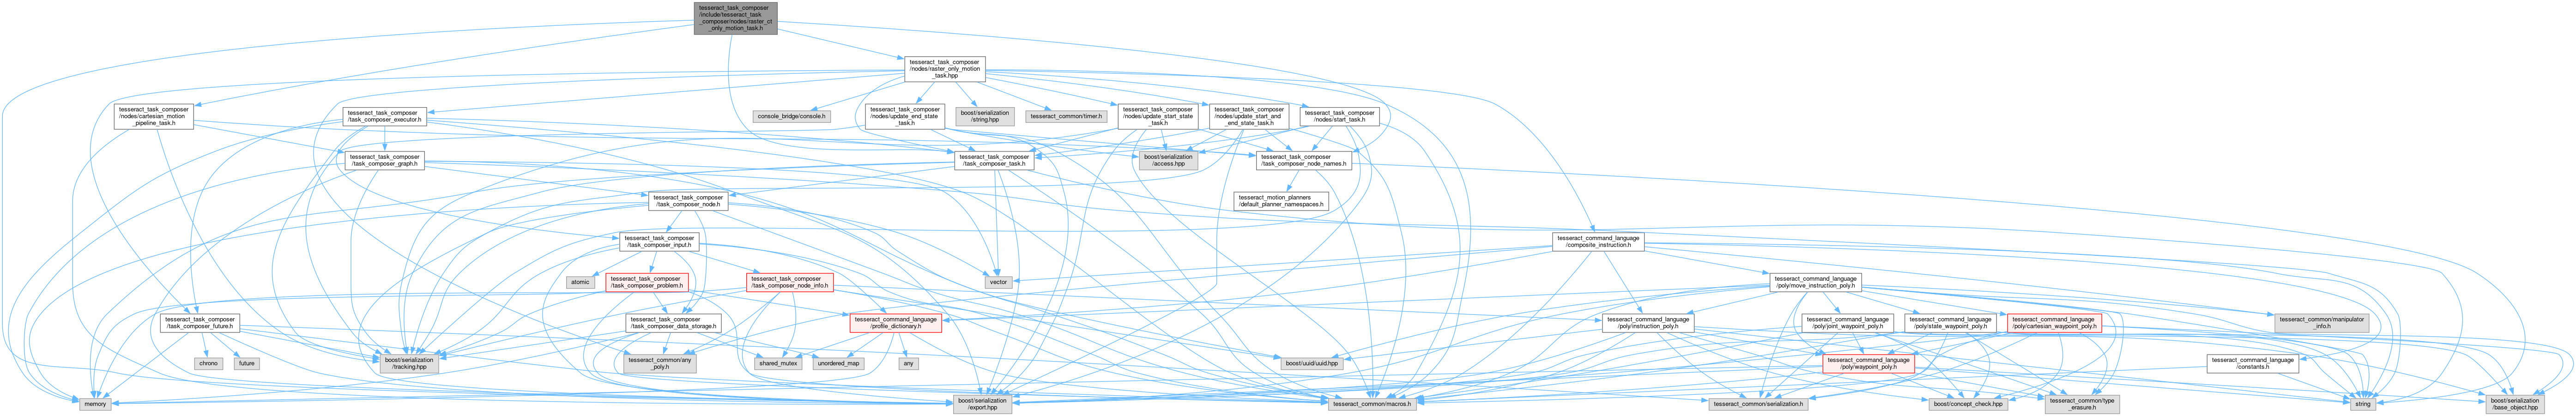 tesseract_task_composer
/include/tesseract_task
_composer/nodes/raster_ct
_only_motion_task.h
tesseract_task_composer
/nodes/raster_only_motion
_task.hpp
tesseract_task_composer
/nodes/cartesian_motion
_pipeline_task.h
tesseract_task_composer
/task_composer_executor.h
console_bridge/console.h
tesseract_task_composer
/nodes/update_end_state
_task.h
boost/serialization
/string.hpp
tesseract_common/timer.h
tesseract_task_composer
/nodes/update_start_state
_task.h
tesseract_task_composer
/nodes/update_start_and
_end_state_task.h
tesseract_task_composer
/nodes/start_task.h
tesseract_task_composer
/task_composer_graph.h
tesseract_task_composer
/task_composer_task.h
boost/serialization
/access.hpp
tesseract_task_composer
/task_composer_node_names.h
tesseract_task_composer
/task_composer_node.h
tesseract_motion_planners
/default_planner_namespaces.h
tesseract_task_composer
/task_composer_input.h
tesseract_command_language
/composite_instruction.h
atomic
tesseract_task_composer
/task_composer_problem.h
tesseract_task_composer
/task_composer_node_info.h
vector
tesseract_command_language
/poly/move_instruction_poly.h
tesseract_task_composer
/task_composer_future.h
tesseract_task_composer
/task_composer_data_storage.h
tesseract_command_language
/profile_dictionary.h
tesseract_command_language
/poly/instruction_poly.h
tesseract_command_language
/poly/joint_waypoint_poly.h
tesseract_command_language
/poly/state_waypoint_poly.h
tesseract_command_language
/poly/cartesian_waypoint_poly.h
tesseract_common/manipulator
_info.h
chrono
future
boost/serialization
/tracking.hpp
tesseract_common/any
_poly.h
shared_mutex
unordered_map
any
boost/uuid/uuid.hpp
tesseract_command_language
/poly/waypoint_poly.h
tesseract_command_language
/constants.h
memory
boost/serialization
/export.hpp
tesseract_common/macros.h
tesseract_common/serialization.h
boost/concept_check.hpp
tesseract_common/type
_erasure.h
string
boost/serialization
/base_object.hpp